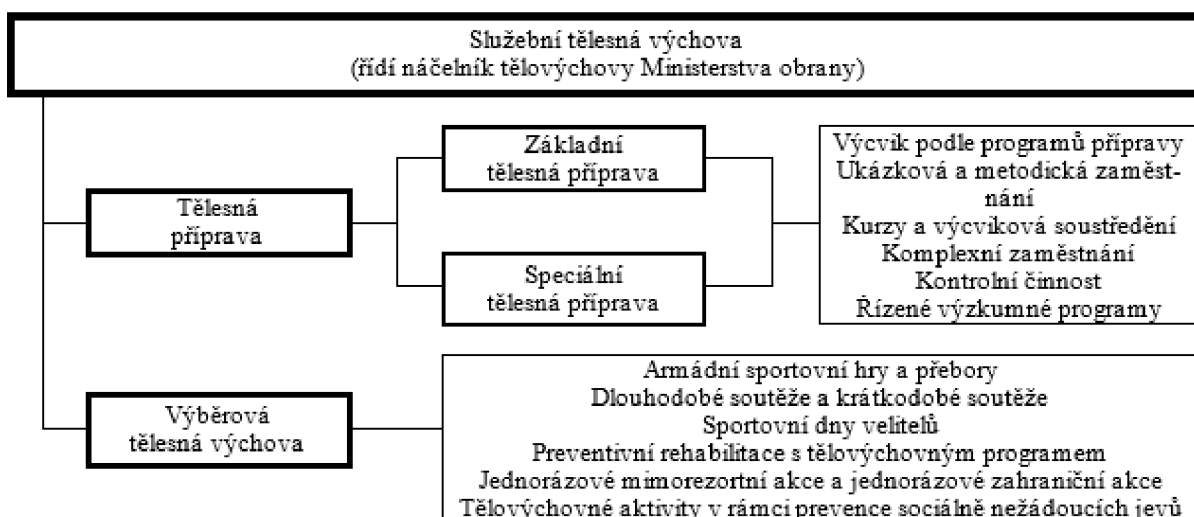 Služební tělesná výchova
(řídí náčelník tělovýchovy Ministerstva obrany)
Základní
tělesná příprava
Výcvik podle programů přípravy
Ukázková a metodická zaměst-
nání
Kurzy a výcviková soustředění
Komplexní zaměstnání
Kontrolní činnost
Řízené výzkumné programy
Tělesná
příprava
Speciální
tělesná příprava
Výběrová
tělesná výchova
Armádní sportovní hry a přebory
Dlouhodobé soutěže a krátkodobé soutěže
Sportovní dny velitelů
Preventivní rehabilitace s tělovýchovným programem
Jednorázové mimorezortní akce a jednorázové zahraniční akce
Tělovýchovné aktivity v rámci prevence sociálně nežádoucích jevů